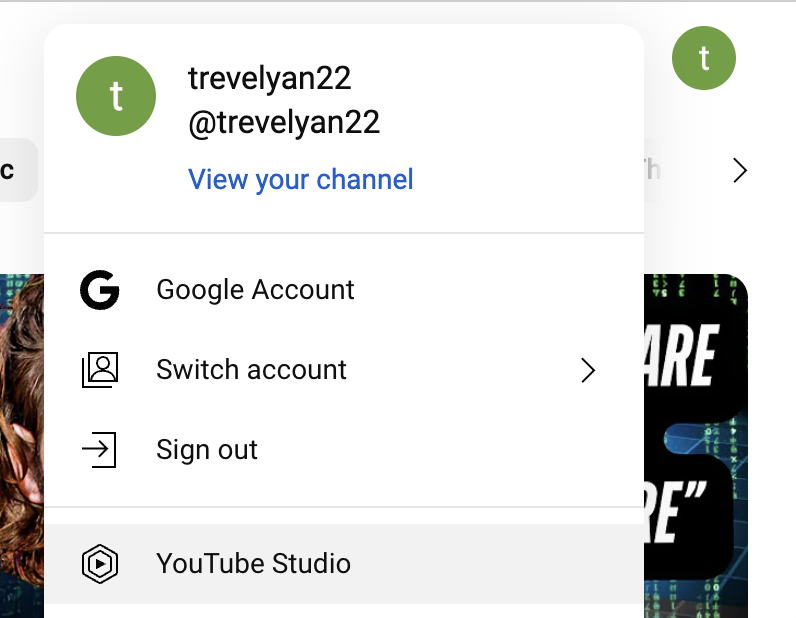 t
trevelyan22
@trevelyan22
View your channel
t
c
Th
Google Account
Switch account
Sign out
YouTube Studio
ARE
RE”